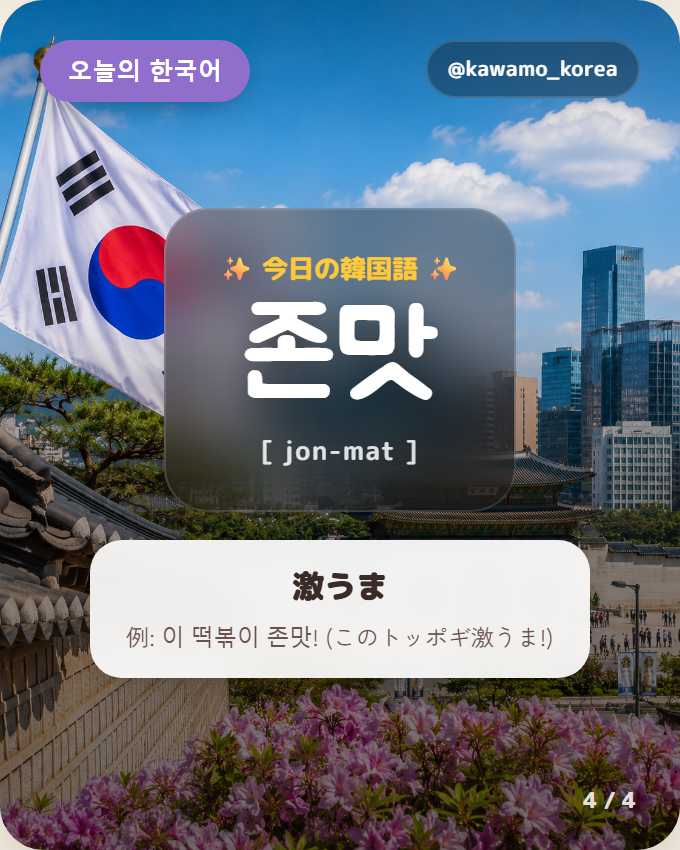 오늘의 한국어
@kawamo_korea
✨ 今日の韓国語 ✨
존맛
[ jon-mat ]
激うま
例: 이 떡볶이 존맛! (このトッポギ激うま!)
4 / 4